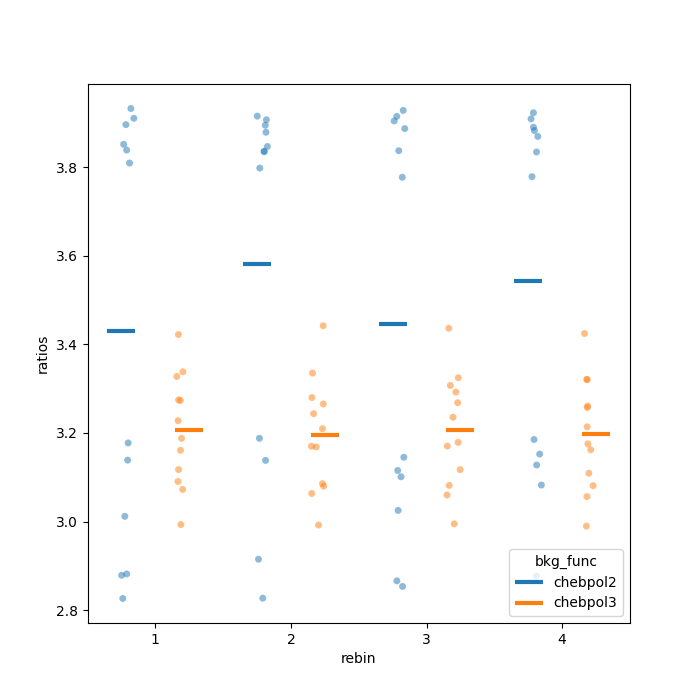 3.8
3.6
3.4
3.2
3.0
2.8
ratios
1
2
3
4
rebin
bkg_func
chebpol2
chebpol3